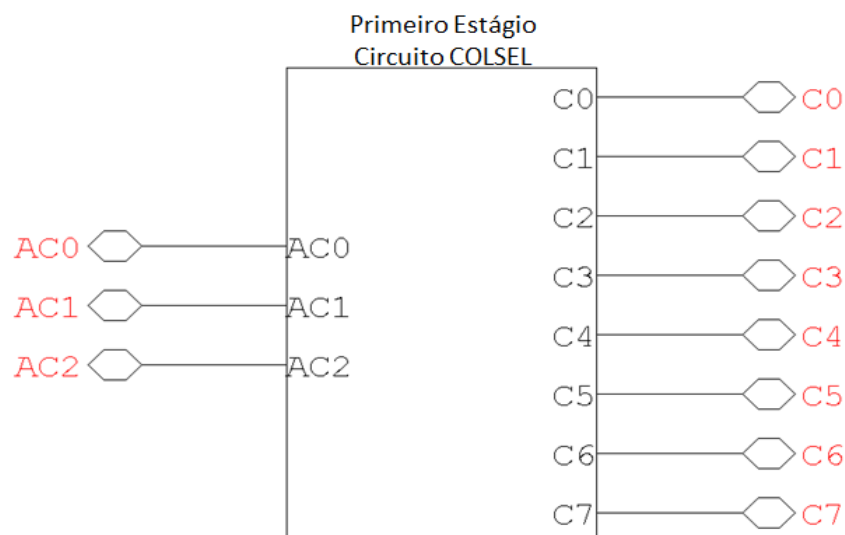 Primeiro Estágio
Circuito COLSEL
C0 C0
C1 C1
C2 C2
AC0 AC0
C3 C3
AC1 AC1
C4 C4
AC2 AC2
C5 C5
C6 C6
C7 C7